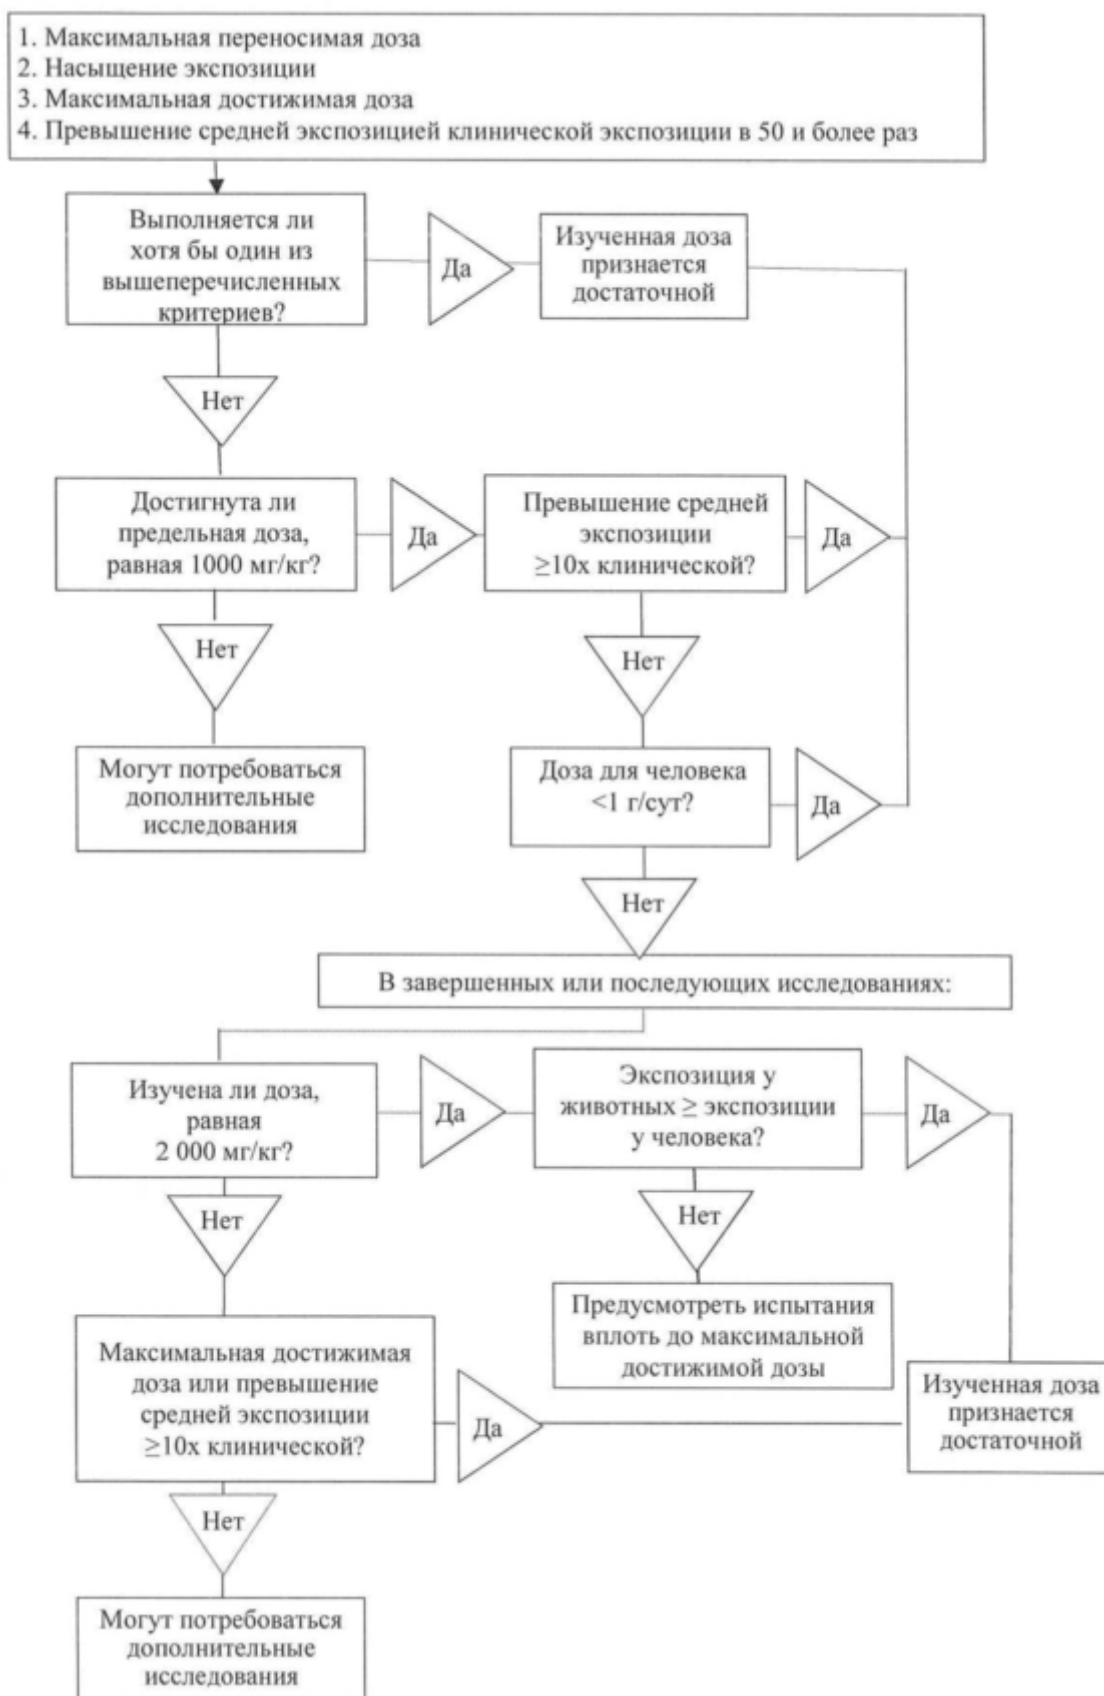 1. Максимальная переносимая доза
2. Насыщение экспозиции
3. Максимальная достижимая доза
4. Превышение средней экспозицией клинической экспозиции в 50 и более раз
Выполняется ли
хотя бы один из
вышеперечисленных
критериев?
Да
Изученная доза
признается
достаточной
Нет
Достигнута ли
предельная доза,
равная 1000 мг/кг?
Да
Превышение средней
экспозиции
≥10x клинической?
Да
Нет
Нет
Могут потребоваться
дополнительные
исследования
Доза для человека
<1 г/сут?
Да
Нет
В завершенных или последующих исследованиях:
Изучена ли доза,
равная
2 000 мг/кг?
Да
Экспозиция у
животных ≥ экспозиции
у человека?
Да
Нет
Нет
Предусмотреть испытания
вплоть до максимальной
достижимой дозы
Максимальная достижимая
доза или превышение
средней экспозиции
≥10x клинической?
Да
Изученная доза
признается
достаточной
Нет
Могут потребоваться
дополнительные
исследования